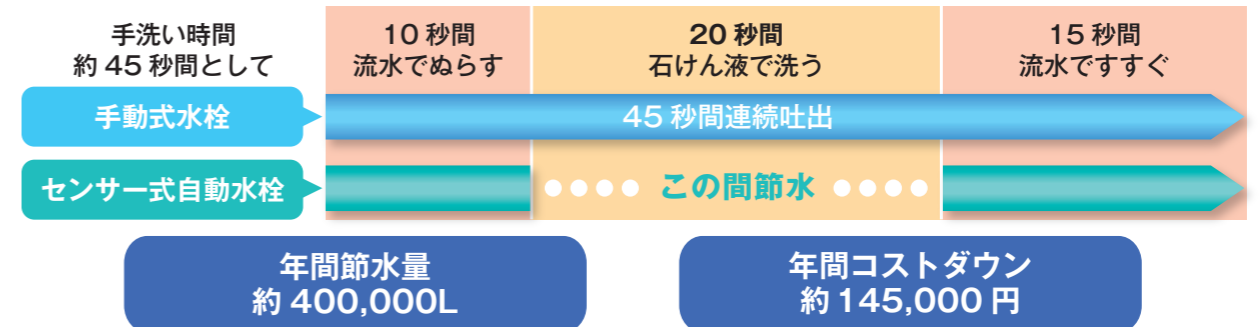 手洗い時間
約 45 秒間として
10 秒間
流水でぬらす
20 秒間
石けん液で洗う
15 秒間
流水ですすぐ
手動式水栓
45 秒間連続吐出
センサー式自動水栓
この間節水
年間節水量
約 400,000L
年間コストダウン
約 145,000 円